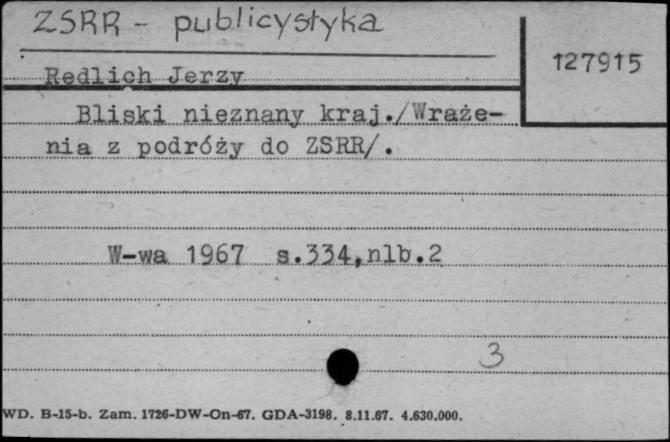 ZSRR - publicystyka
127915
Redlich Jerzy
Bliski nieznany kraj./Wraże-
nia z podróży do ZSRR/.
W-wa 1967 s.334,nlb.2
3
WD. B-15-b. Zam. 1726-DW-On-67. GDA-3198. 8.11.67. 4.630.000.